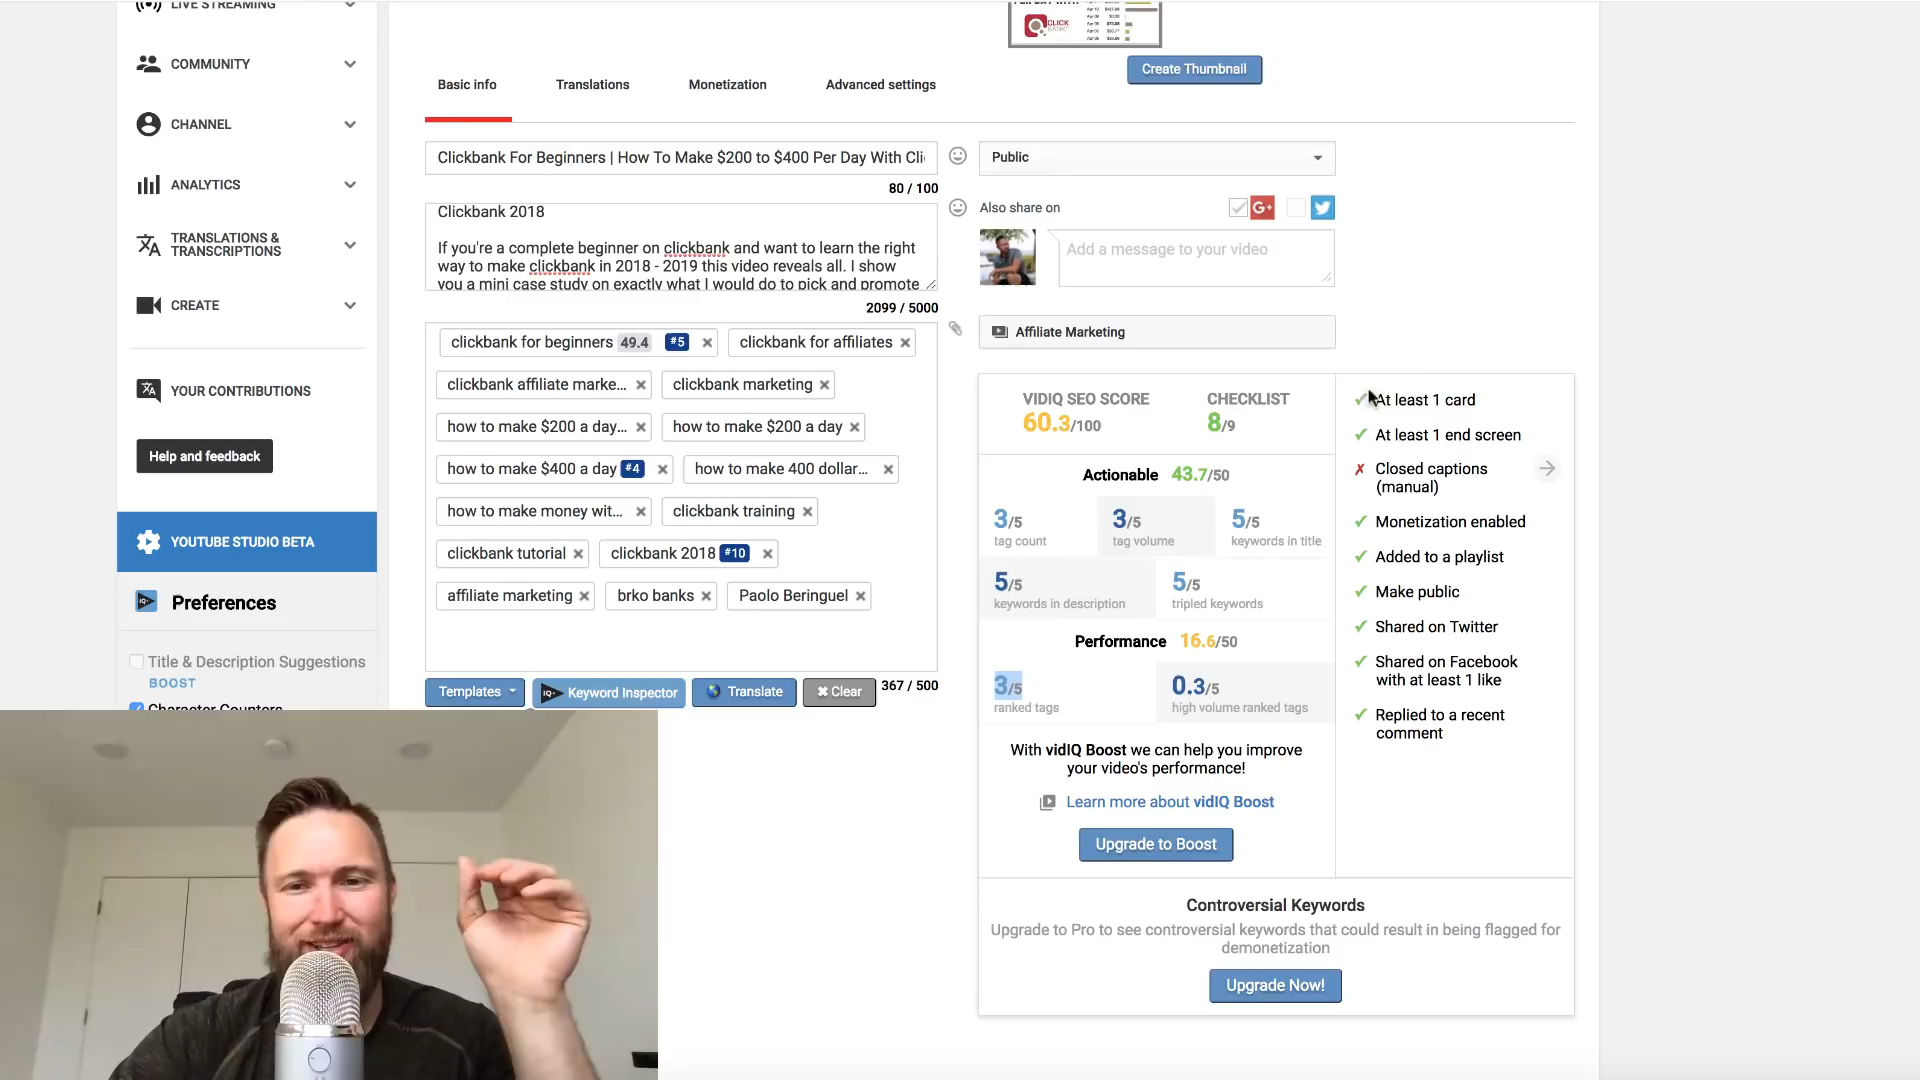 LIVE STREAMING
COMMUNITY
CHANNEL
ANALYTICS
TRANSLATIONS &
TRANSCRIPTIONS
CREATE
YOUR CONTRIBUTIONS
Help and feedback
YOUTUBE STUDIO BETA
IQ
Preferences
Title & Description Suggestions
BOOST
Character Counters
CLICK
BANK
Create Thumbnail
Basic info
Translations
Monetization
Advanced settings
Clickbank For Beginners | How To Make $200 to $400 Per Day With Cli
80 / 100
Clickbank 2018
If you're a complete beginner on clickbank and want to learn the right
way to make clickbank in 2018 - 2019 this video reveals all. I show
you a mini case study on exactly what I would do to pick and promote
2099 / 5000
clickbank for beginners 49.4 #5 × clickbank for affiliates ×
clickbank affiliate marke... × clickbank marketing ×
how to make $200 a day... × how to make $200 a day ×
how to make $400 a day #4 × how to make 400 dollar... ×
how to make money wit... × clickbank training ×
clickbank tutorial × clickbank 2018 #10 ×
affiliate marketing × brko banks × Paolo Beringuel ×
Templates
IQ Keyword Inspector
Translate
✖ Clear
367 / 500
Public
Also share on
G+
Add a message to your video
Affiliate Marketing
VIDIQ SEO SCORE
60.3/100
CHECKLIST
8/9
Actionable 43.7/50
3/5
tag count
3/5
tag volume
5/5
keywords in title
5/5
keywords in description
5/5
tripled keywords
Performance 16.6/50
3/5
ranked tags
0.3/5
high volume ranked tags
With vidIQ Boost we can help you improve
your video's performance!
Learn more about vidIQ Boost
Upgrade to Boost
✓ At least 1 card
✓ At least 1 end screen
✗ Closed captions
(manual)
✓ Monetization enabled
✓ Added to a playlist
✓ Make public
✓ Shared on Twitter
✓ Shared on Facebook
with at least 1 like
✓ Replied to a recent
comment
Controversial Keywords
Upgrade to Pro to see controversial keywords that could result in being flagged for
demonetization
Upgrade Now!